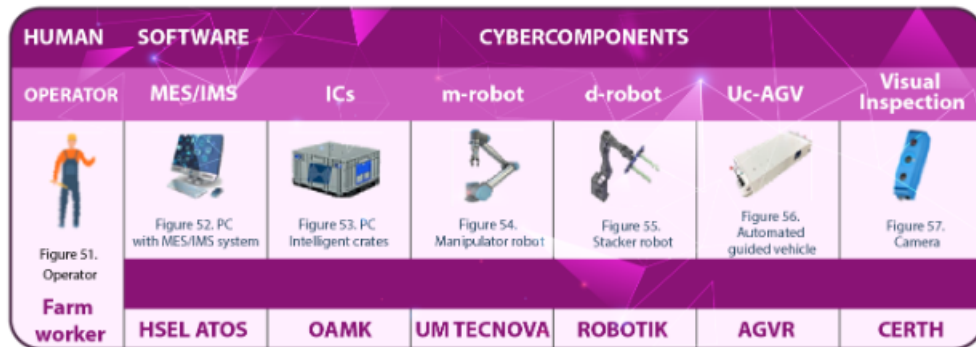 HUMAN SOFTWARE CYBERCOMPONENTS
OPERATOR MES/IMS ICs m-robot d-robot Uc-AGV Visual Inspection
Figure 51.
Operator
Figure 52. PC
with MES/IMS system
Figure 53. PC
Intelligent crates
Figure 54.
Manipulator robot
Figure 55.
Stacker robot
Figure 56.
Automated
guided vehicle
Figure 57.
Camera
Farm
worker
HSEL ATOS OAMK UM TECNOVA ROBOTIK AGVR CERTH